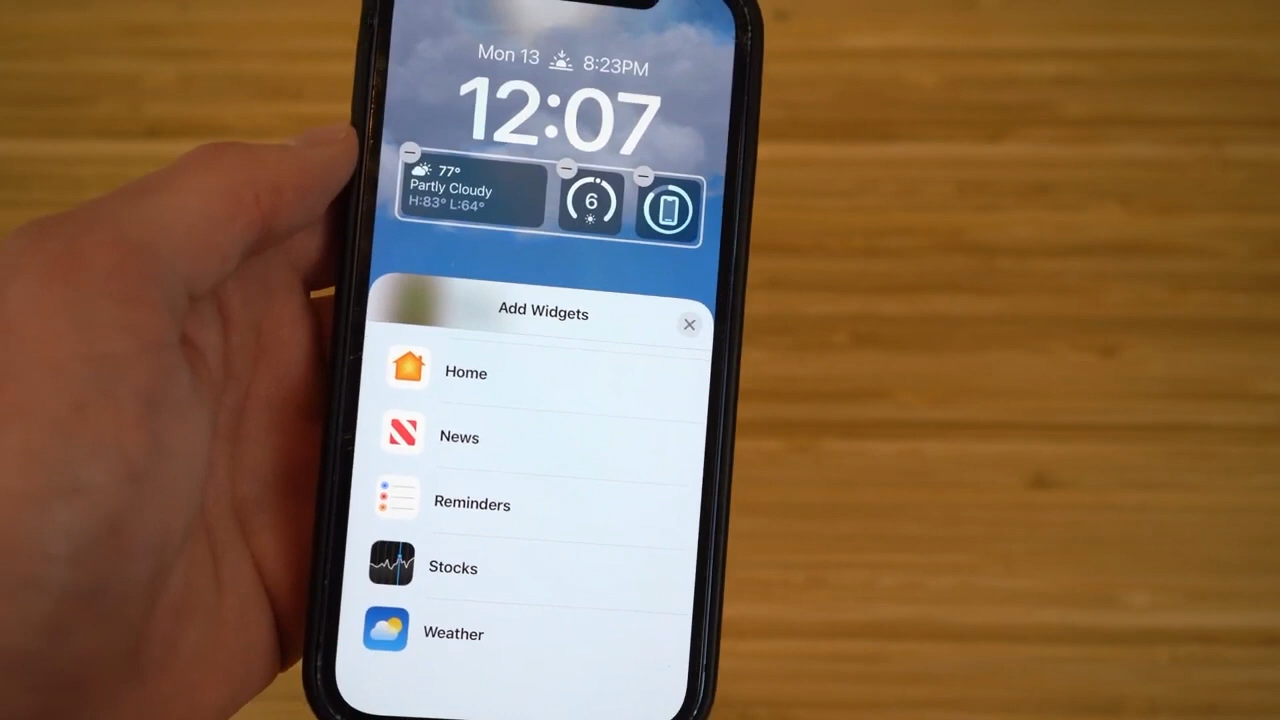 Mon 13 8:23PM
12:07
77°
Partly Cloudy
H:83° L:64°
6
Add Widgets
Home
News
Reminders
Stocks
Weather